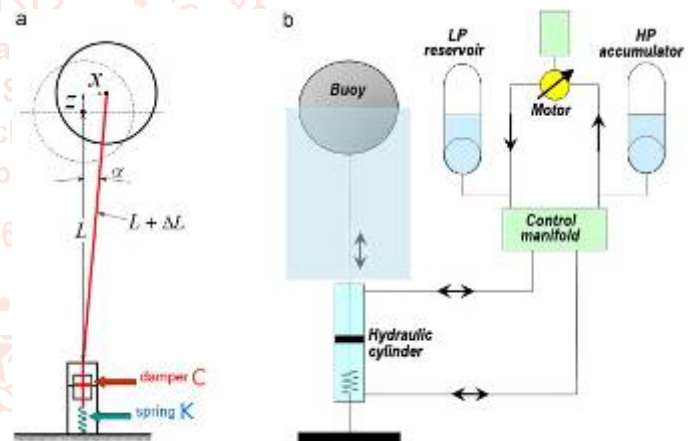 a
x
z
α
L
L + ΔL
damper C
spring K
b
LP
reservoir
HP
accumulator
Buoy
Motor
Control
manifold
Hydraulic
cylinder